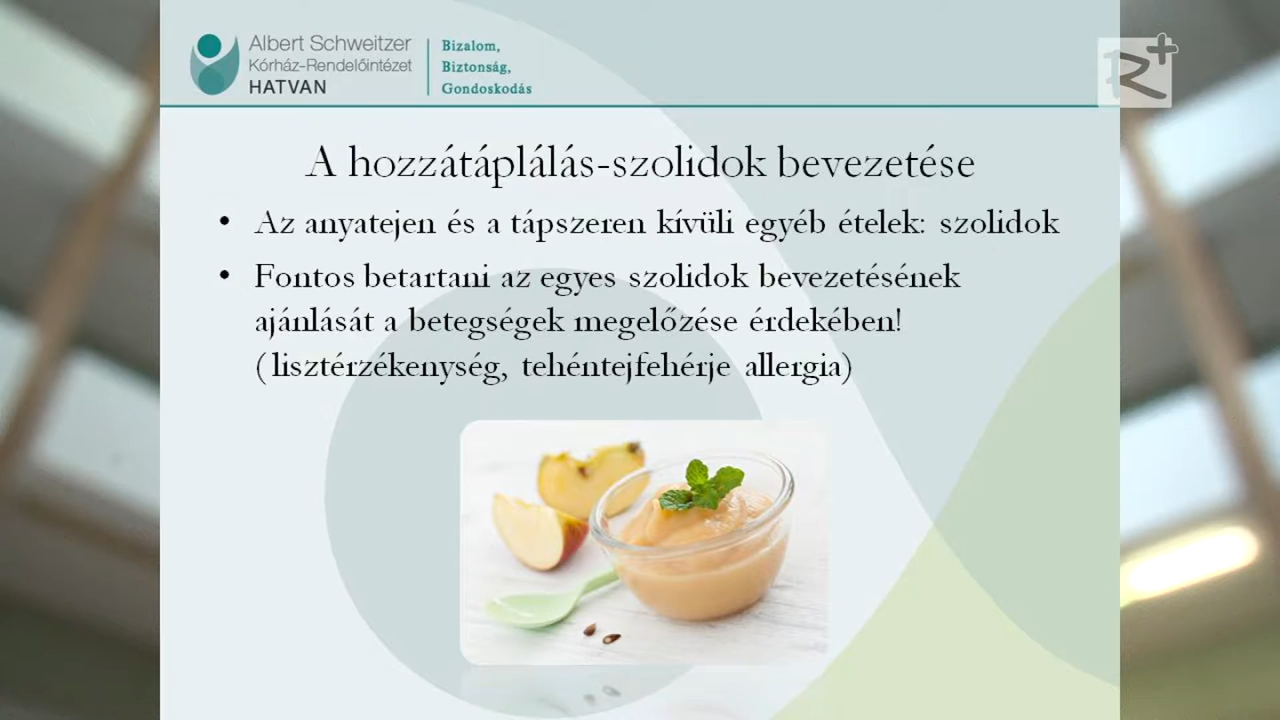 Albert Schweitzer
Kórház-Rendelőintézet
HATVAN
Bizalom,
Biztonság,
Gondoskodás
R+
A hozzátáplálás-szolidok bevezetése
• Az anyatejen és a tápszeren kívüli egyéb ételek: szolidok
• Fontos betartani az egyes szolidok bevezetésének
ajánlását a betegségek megelőzése érdekében!
(lisztérzékenység, tehéntejfehérje allergia)